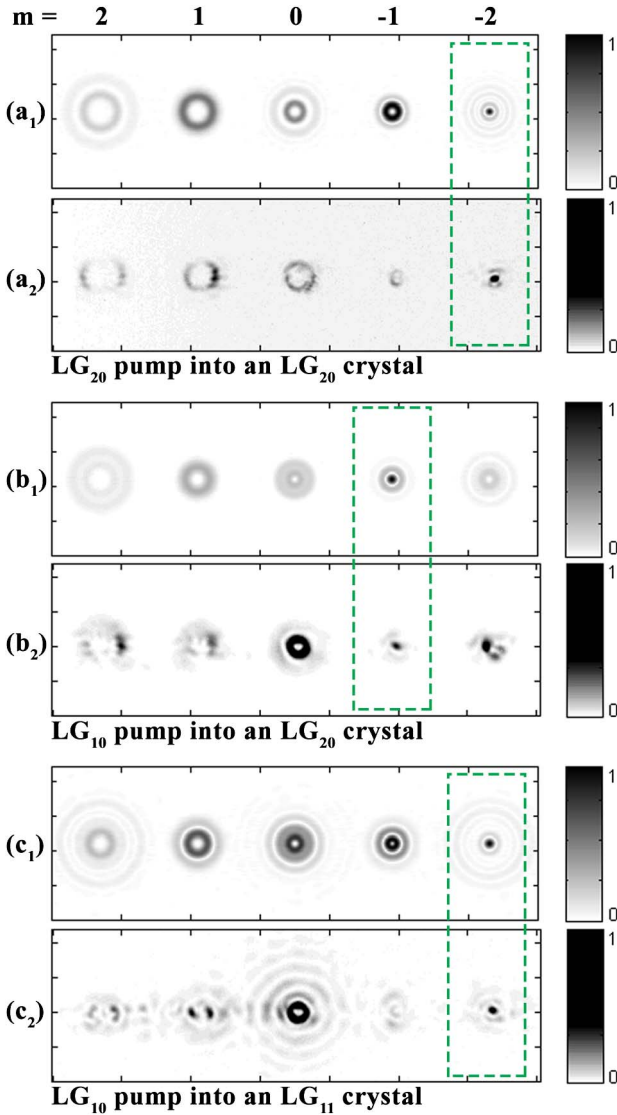 m = 2 1 0 -1 -2
(a1) 1 0
(a2) 1 0
LG20 pump into an LG20 crystal
(b1) 1 0
(b2) 1 0
LG10 pump into an LG20 crystal
(c1) 1 0
(c2) 1 0
LG10 pump into an LG11 crystal